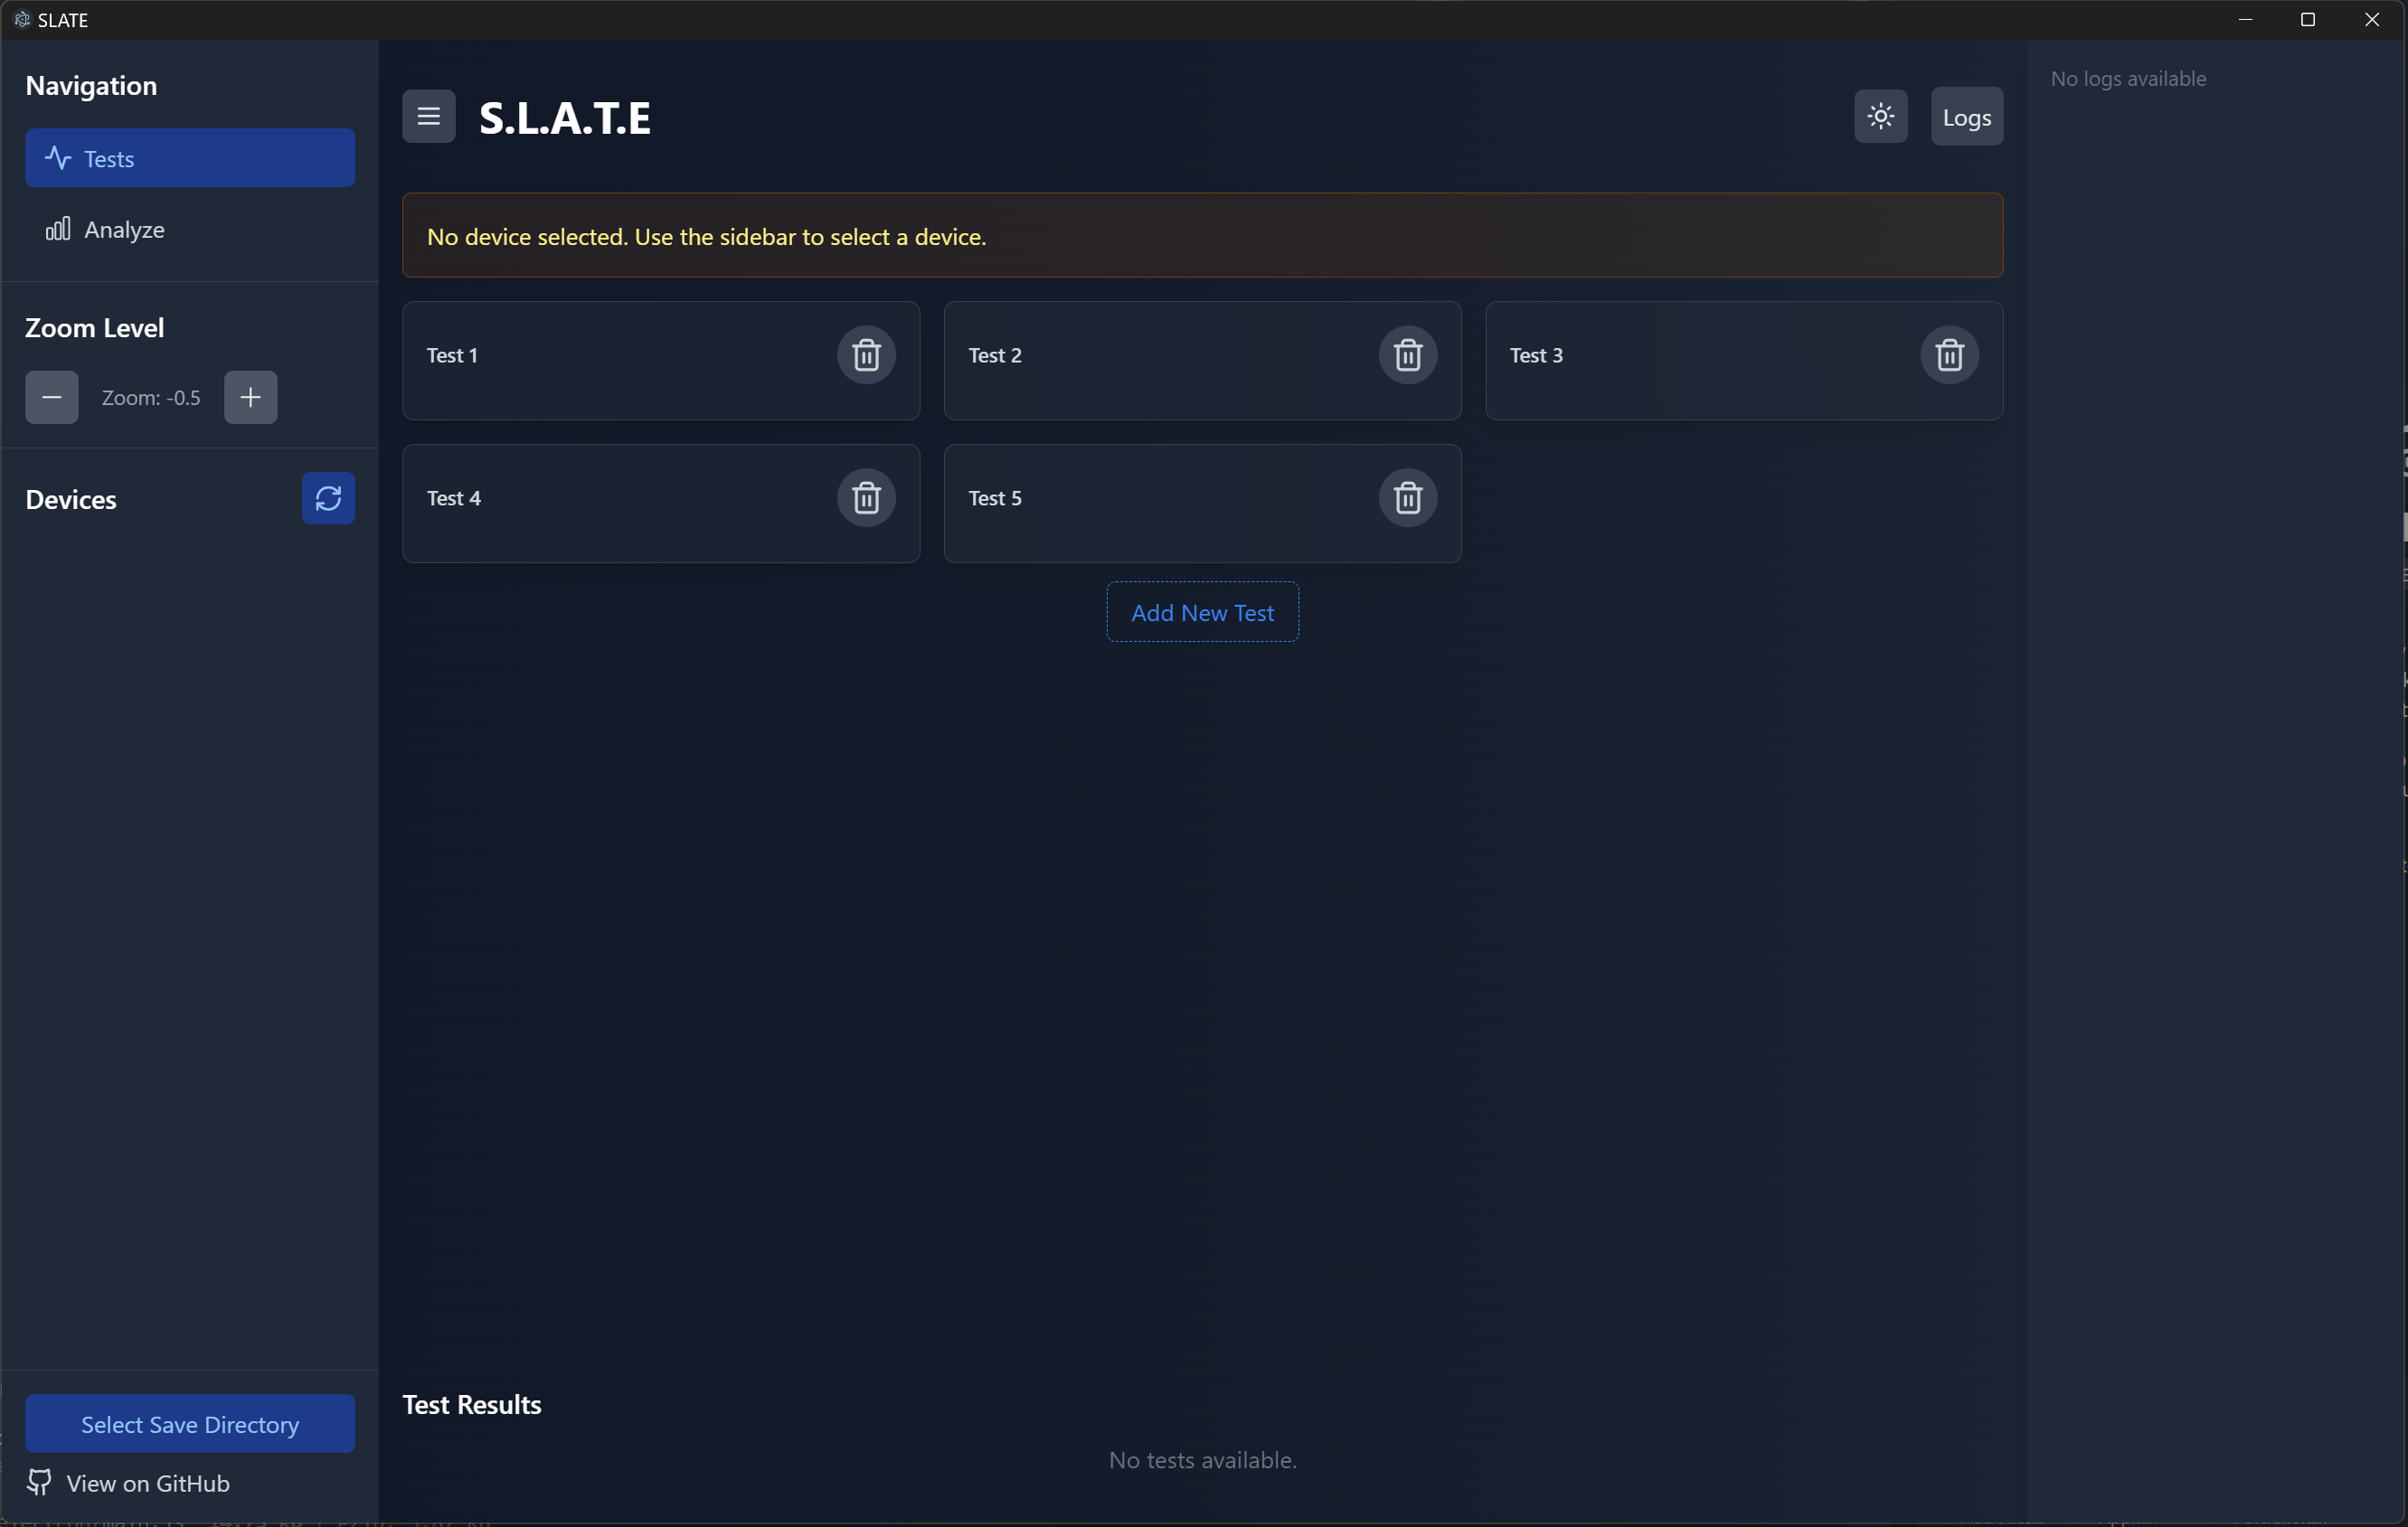 SLATE
Navigation
Tests
Analyze
Zoom Level
Zoom: -0.5
Devices
Select Save Directory
View on GitHub
S.L.A.T.E
Logs
No device selected. Use the sidebar to select a device.
Test 1
Test 2
Test 3
Test 4
Test 5
Add New Test
Test Results
No tests available.
No logs available